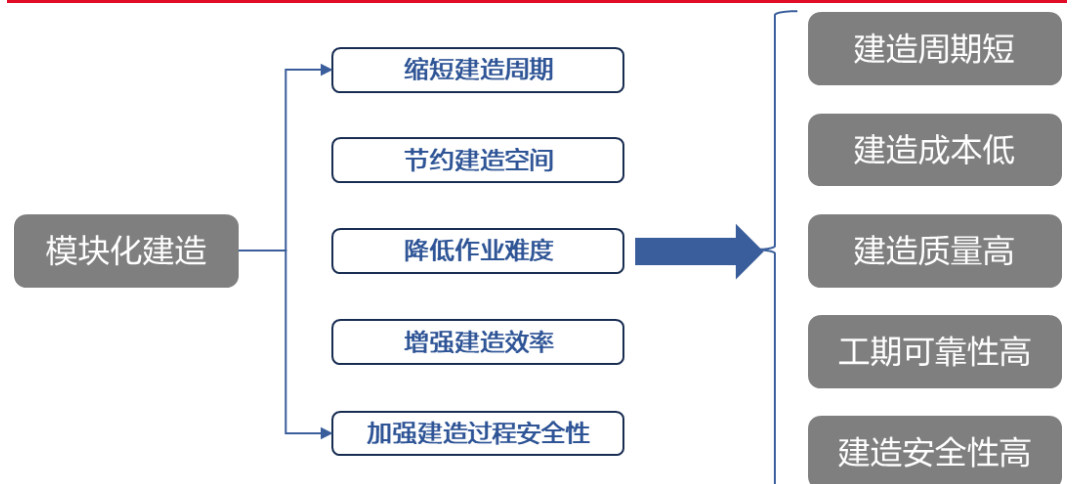 模块化建造
缩短建造周期
节约建造空间
降低作业难度
增强建造效率
加强建造过程安全性
建造周期短
建造成本低
建造质量高
工期可靠性高
建造安全性高